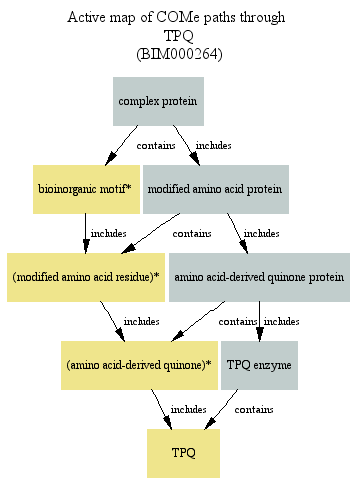 Active map of COMe paths through
TPQ
(BIM000264)
complex protein
contains
includes
bioinorganic motif*
modified amino acid protein
includes
contains
includes
(modified amino acid residue)*
amino acid-derived quinone protein
includes
contains
includes
(amino acid-derived quinone)*
TPQ enzyme
includes
contains
TPQ